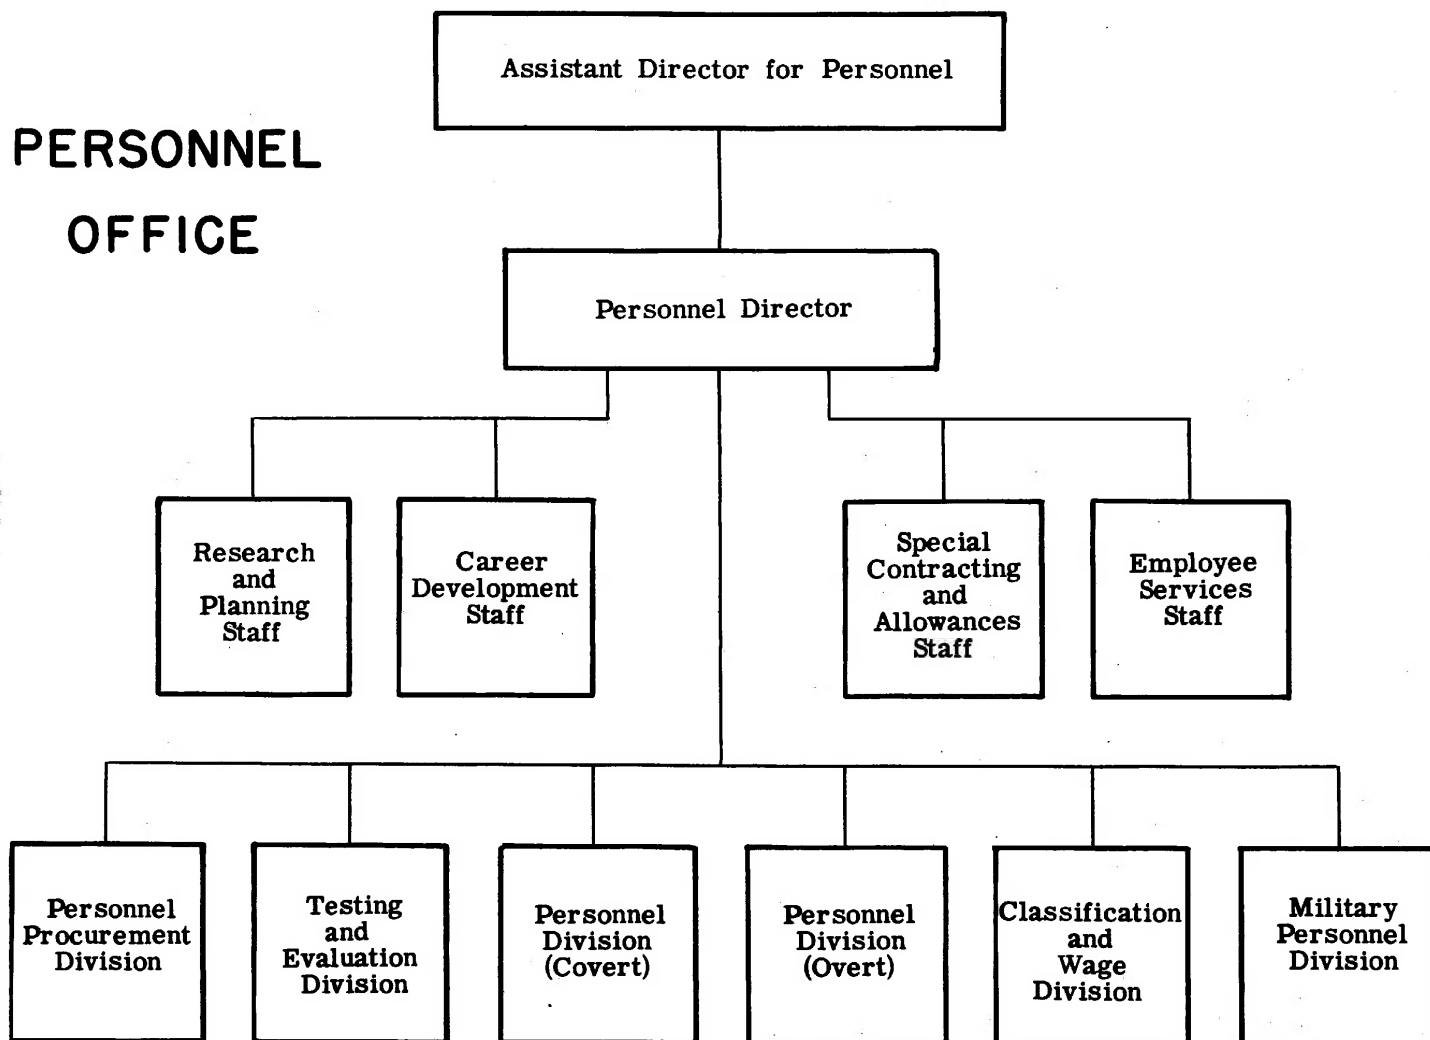 Assistant Director for Personnel
PERSONNEL
OFFICE
Personnel Director
Research
and
Planning
Staff
Career
Development
Staff
Special
Contracting
and
Allowances
Staff
Employee
Services
Staff
Personnel
Procurement
Division
Testing
and
Evaluation
Division
Personnel
Division
(Covert)
Personnel
Division
(Overt)
Classification
and
Wage
Division
Military
Personnel
Division